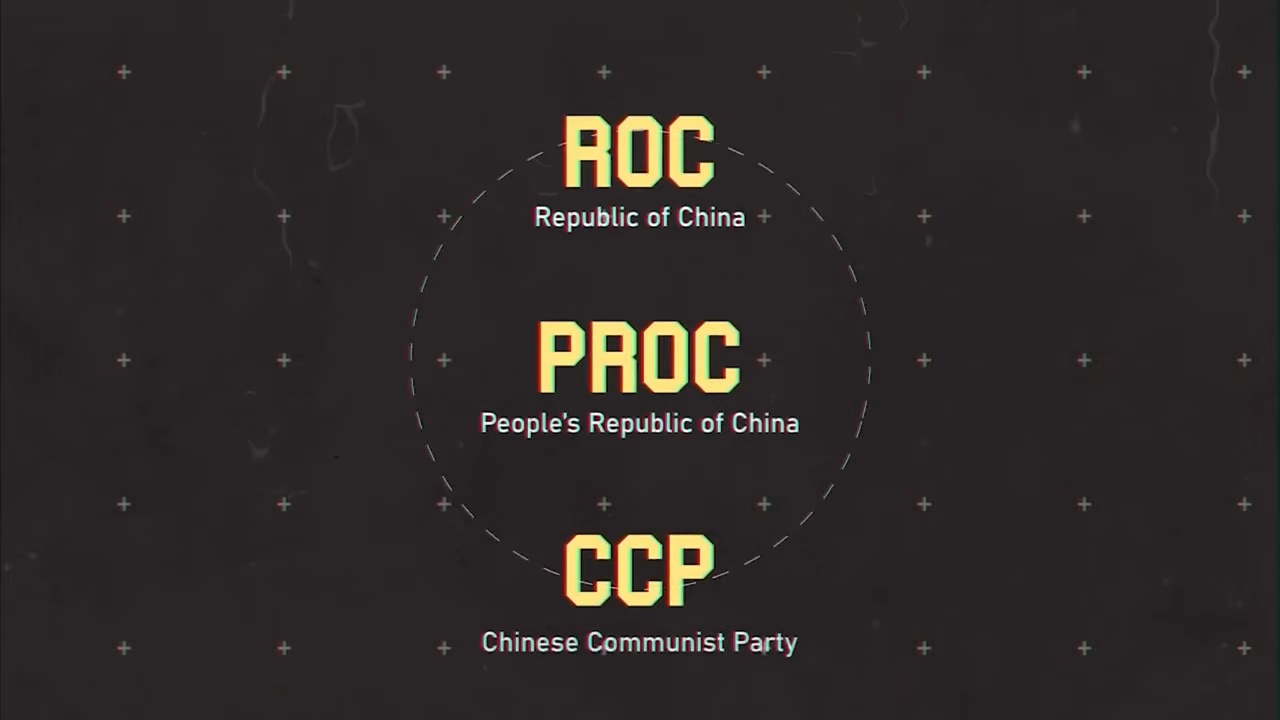 ROC
Republic of China
PROC
People's Republic of China
CCP
Chinese Communist Party